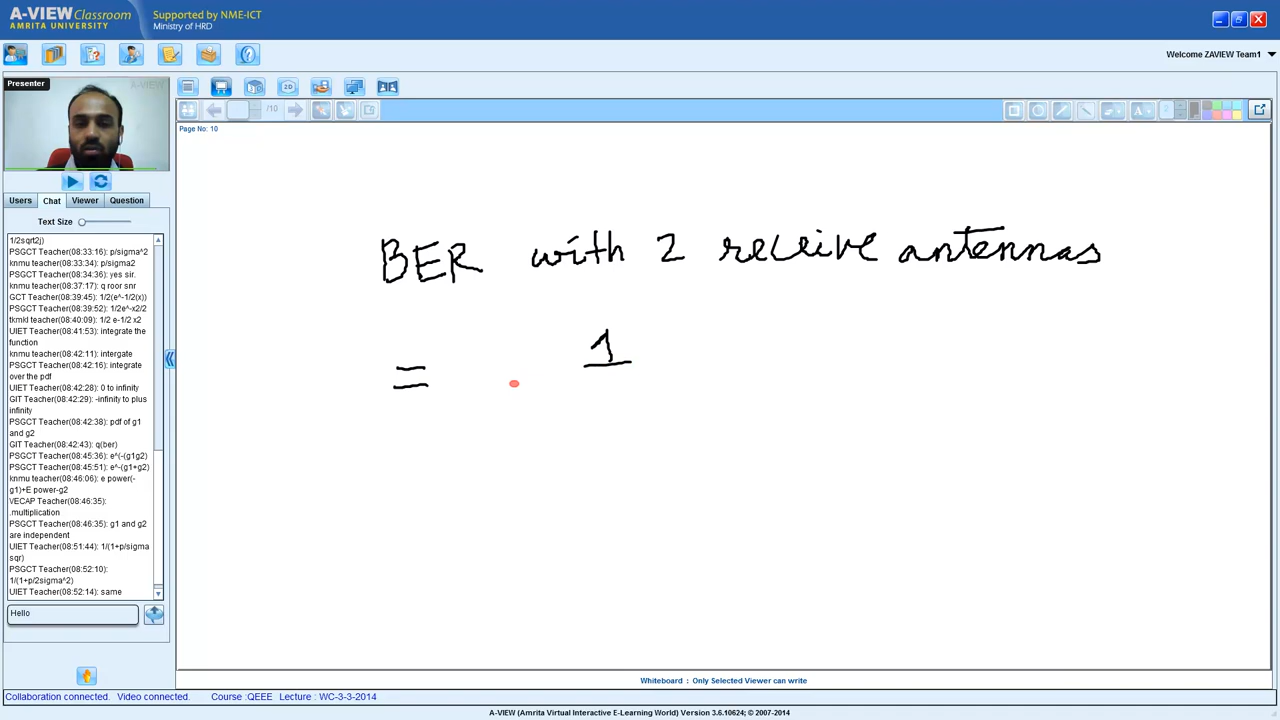 A-VIEW Classroom
AMRITA UNIVERSITY
Supported by NME-ICT
Ministry of HRD
Welcome ZAVIEW Team1
Presenter
A-VIEW
2D
/10
A
2
Page No: 10
Users Chat Viewer Question
Text Size
1/2sqrt2j)
PSGCT Teacher(08:33:16): p/sigma^2
knmu teacher(08:33:34): p/sigma2
PSGCT Teacher(08:34:36): yes sir.
knmu teacher(08:37:17): q roor snr
GCT Teacher(08:39:45): 1/2(e^-1/2(x))
PSGCT Teacher(08:39:52): 1/2e^-x2/2
tkmkl teacher(08:40:09): 1/2 e-1/2 x2
UIET Teacher(08:41:53): integrate the
function
knmu teacher(08:42:11): intergate
PSGCT Teacher(08:42:16): integrate
over the pdf
UIET Teacher(08:42:28): 0 to infinity
GIT Teacher(08:42:29): -infinity to plus
infinity
PSGCT Teacher(08:42:38): pdf of g1
and g2
GIT Teacher(08:42:43): q(ber)
PSGCT Teacher(08:45:36): e^(-(g1g2)
PSGCT Teacher(08:45:51): e^-(g1+g2)
knmu teacher(08:46:06): e power(-
g1)+E power-g2
VECAP Teacher(08:46:35):
.multiplication
PSGCT Teacher(08:46:35): g1 and g2
are independent
UIET Teacher(08:51:44): 1/(1+p/sigma
sqr)
PSGCT Teacher(08:52:10):
1/(1+p/2sigma^2)
UIET Teacher(08:52:14): same
Hello
BER with 2 receive antennas
= 1
Whiteboard : Only Selected Viewer can write
Collaboration connected. Video connected. Course :QEEE Lecture : WC-3-3-2014
A-VIEW (Amrita Virtual Interactive E-Learning World) Version 3.6.10624; © 2007-2014